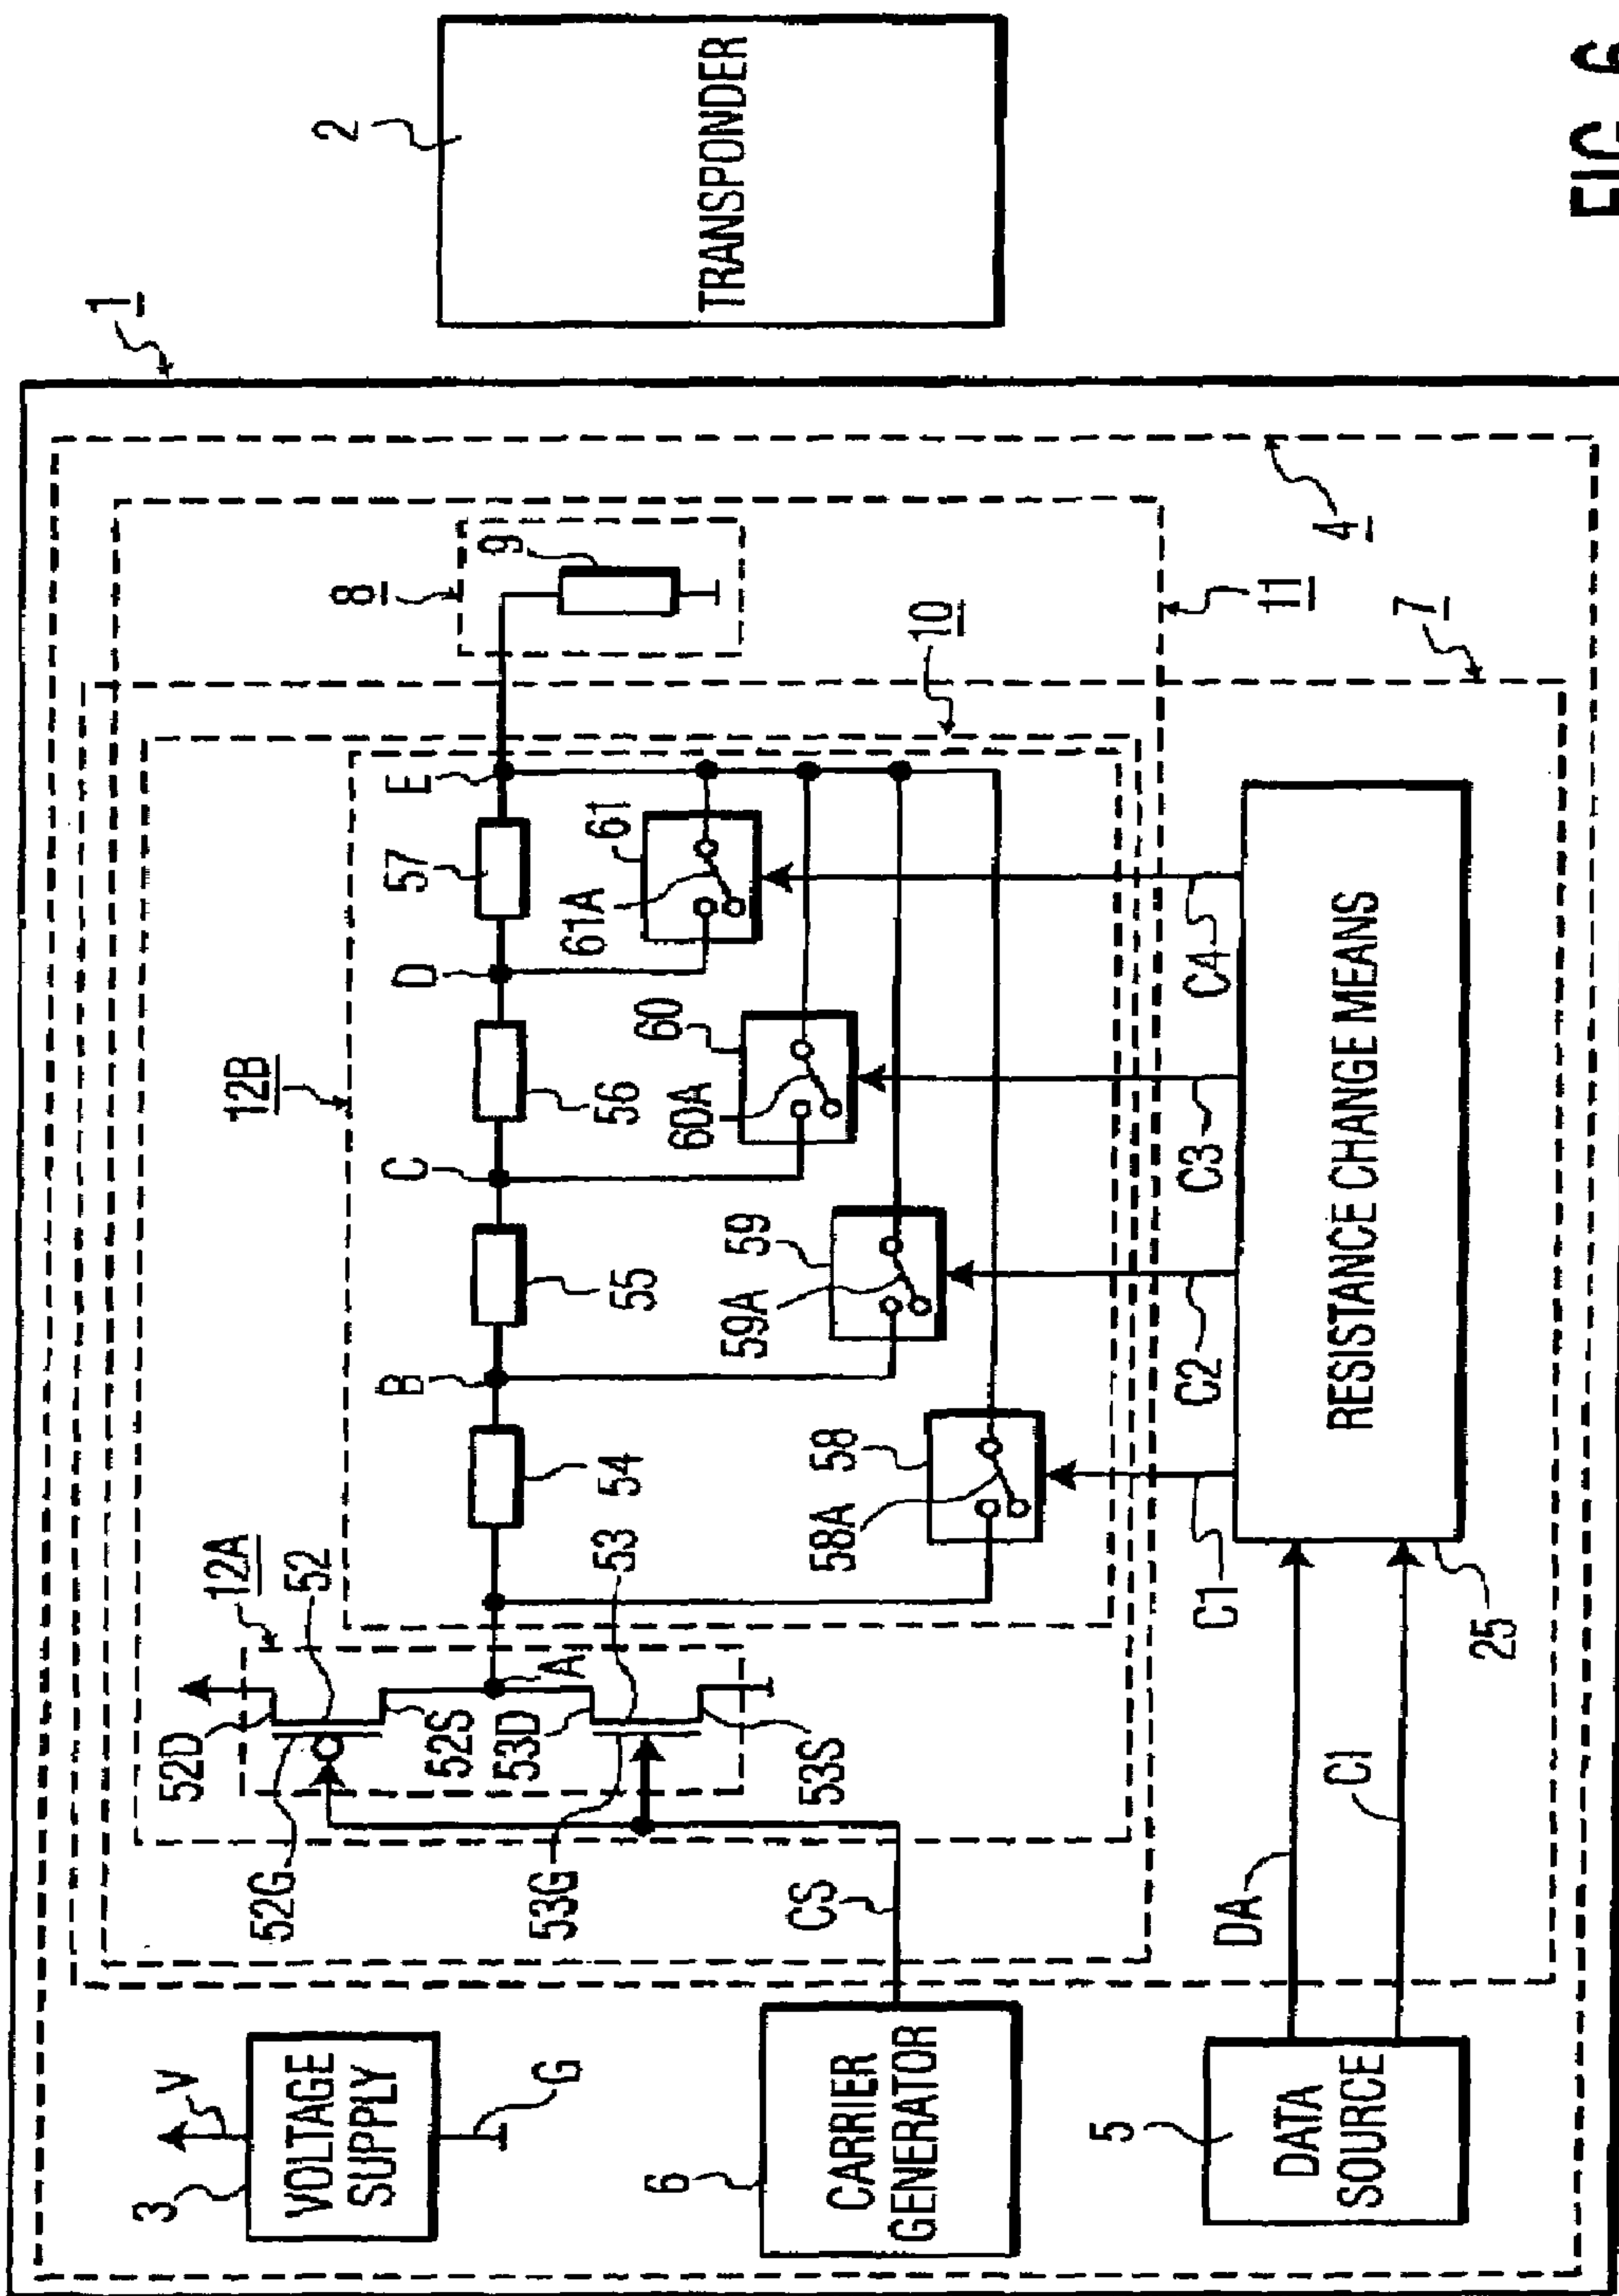 1
2
TRANSPONDER
3
V
VOLTAGE
SUPPLY
G
12A
52D
52
52G
52S
A
53D
53
53G
53S
12B
B
C
D
E
54
55
56
57
8
9
10
11
4
7
58
58A
59
59A
60
60A
61
61A
6
CARRIER
GENERATOR
CS
C1
C2
C3
C4
5
DATA
SOURCE
DA
CI
25
RESISTANCE CHANGE MEANS
FIG. 6